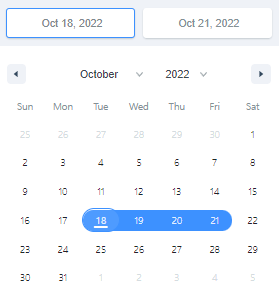 Oct 18, 2022 Oct 21, 2022
October 2022
Sun Mon Tue Wed Thu Fri Sat
25 26 27 28 29 30 1
2 3 4 5 6 7 8
9 10 11 12 13 14 15
16 17 18 19 20 21 22
23 24 25 26 27 28 29
30 31 1 2 3 4 5